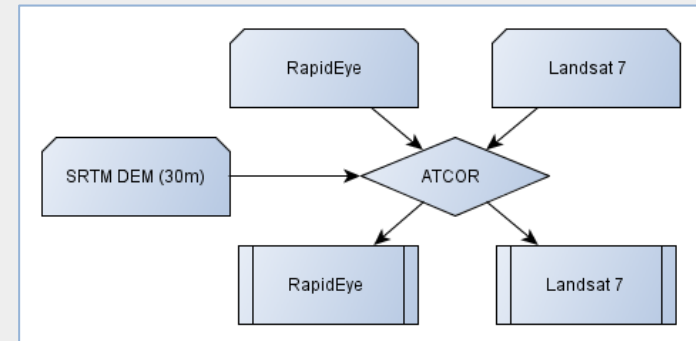 RapidEye
Landsat 7
SRTM DEM (30m)
ATCOR
RapidEye
Landsat 7